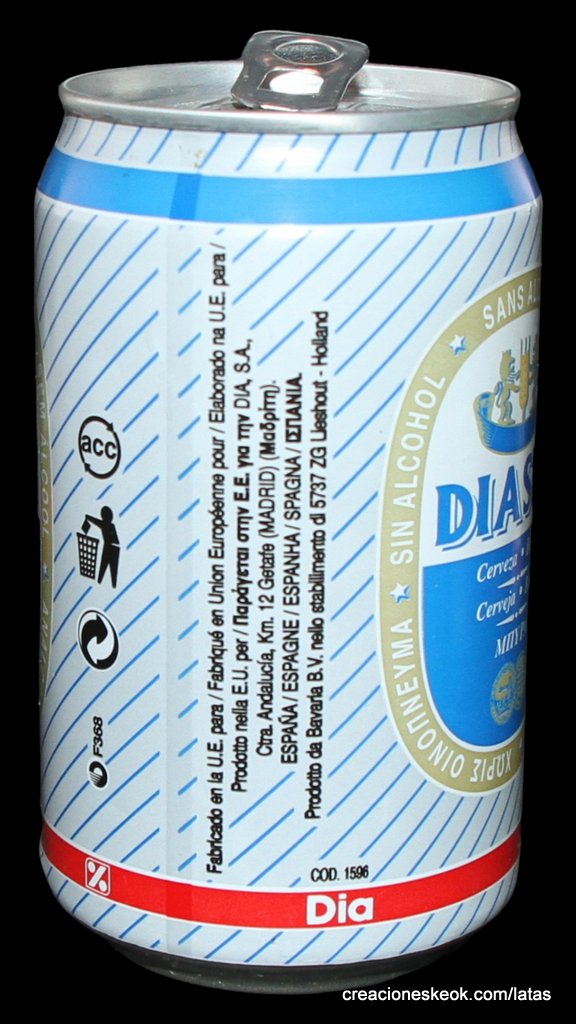 Fabricado en la U.E. para / Fabriqué en Union Européenne pour / Elaborado na U.E. para /
Prodotto nella E.U. per / Παράγεται στην Ε.Ε. για την DIA, S.A.,
Ctra. Andalucía, Km. 12 Getafe (MADRID) (Μαδρίτη).
ESPAÑA / ESPAGNE / ESPANHA / SPAGNA / ΙΣΠΑΝΙΑ.
Prodotto da Bavaria B.V. nello stabilimento di 5737 ZG Lieshout - Holland
acc
F368
COD. 1596
%
Dia
SANS
SIN ALCOHOL
ΧΩΡΙΣ ΟΙΝΟΠΝΕΥΜΑ
ALCOOL
Cerveza
Cerveja
creacioneskeok.com/latas